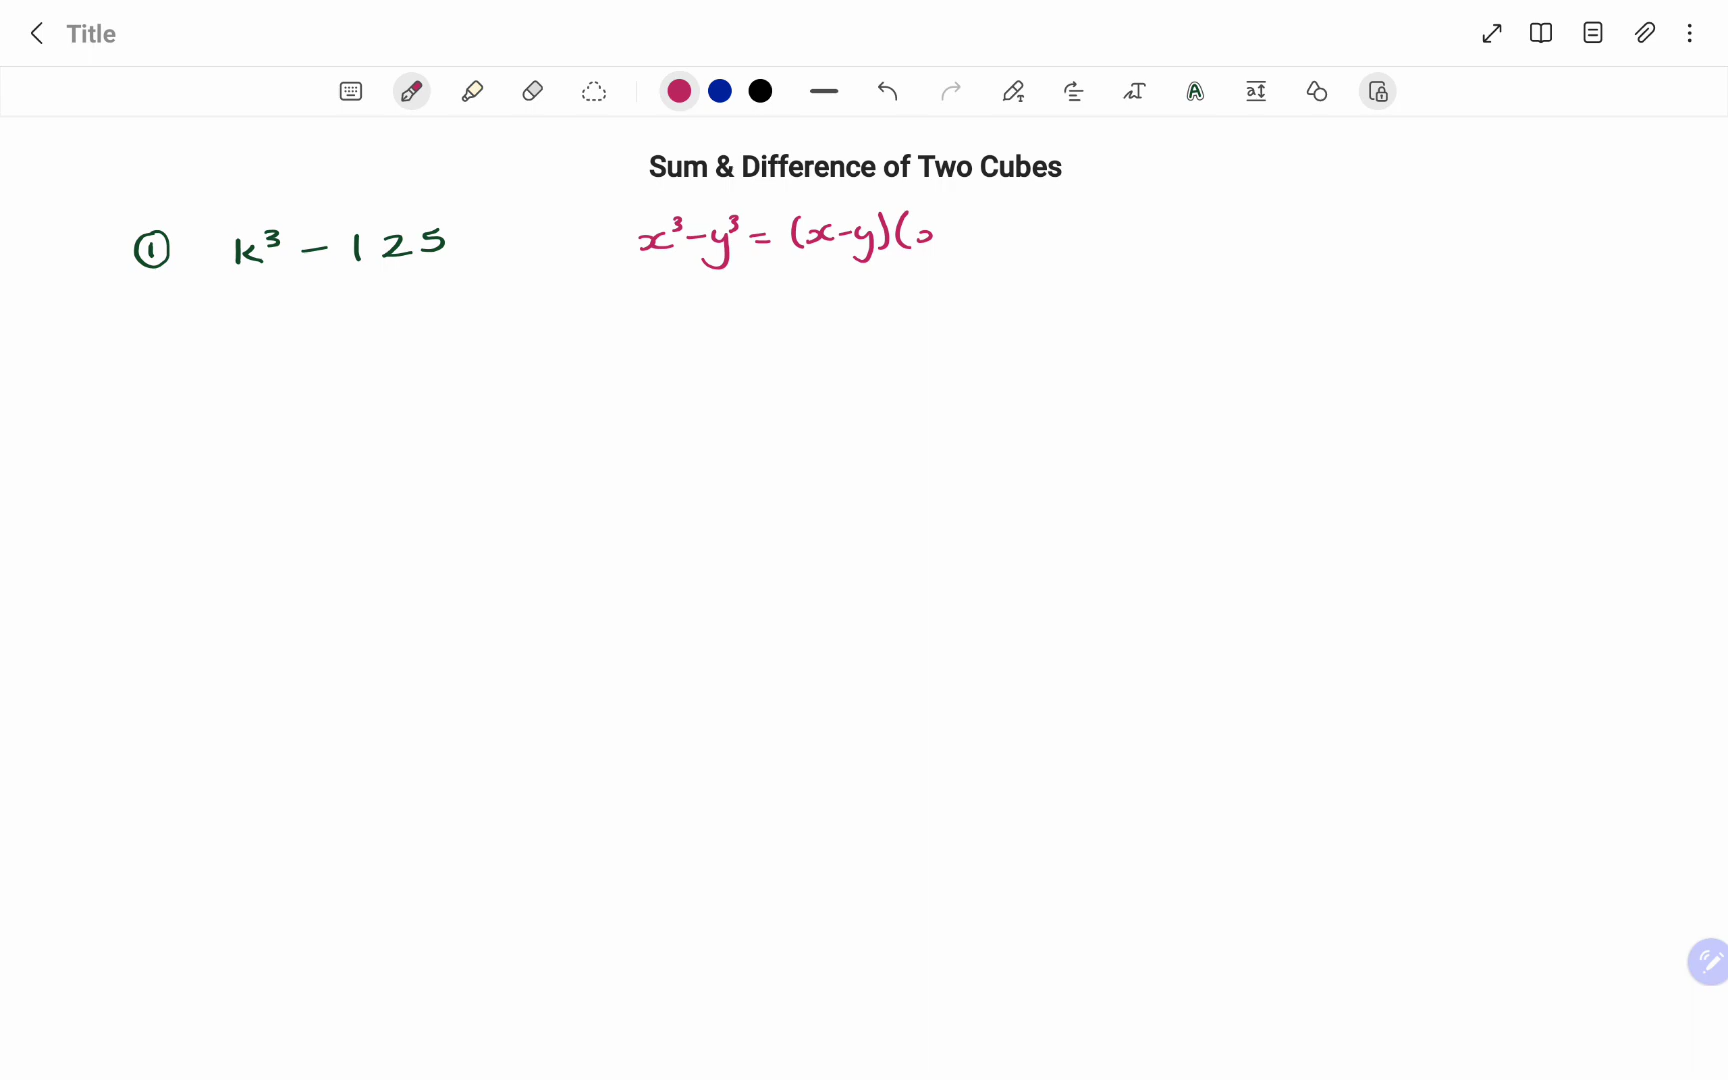 Title
Sum & Difference of Two Cubes
① k³ - 125
x³-y³= (x-y)(